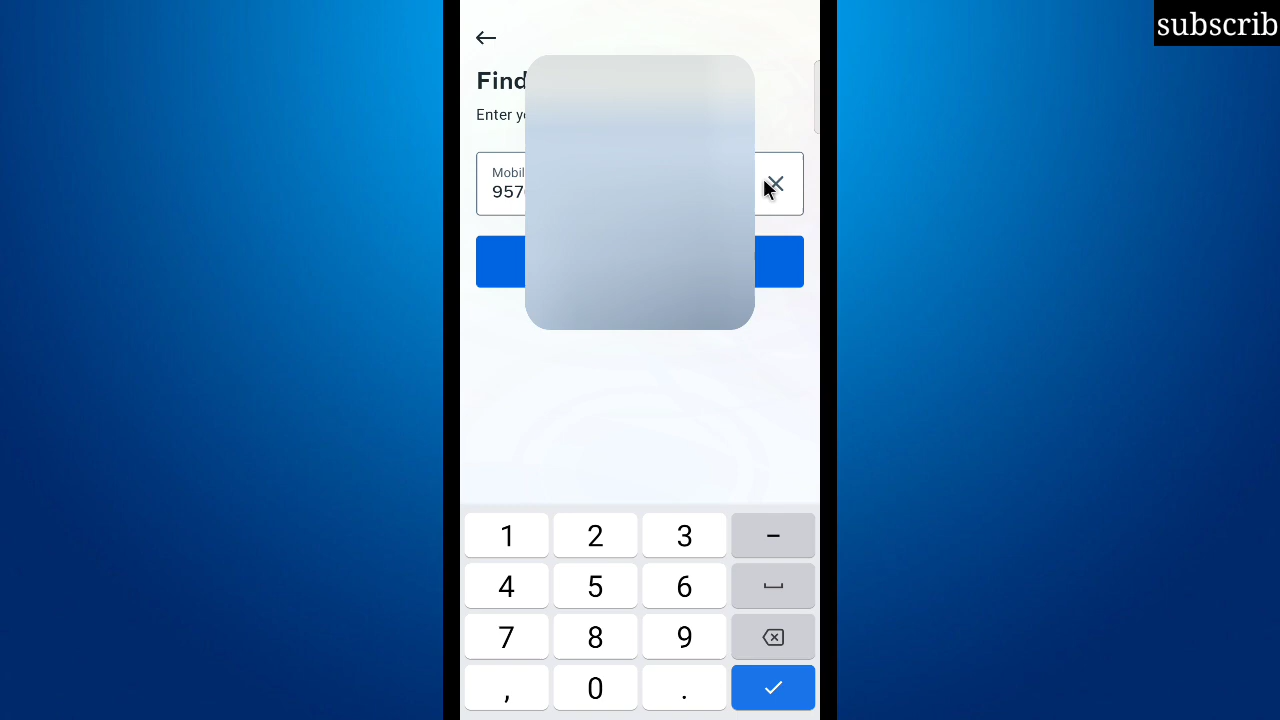 subscrib
Find
Enter y
Mobil
957
1 2 3 –
4 5 6
7 8 9
, 0 .